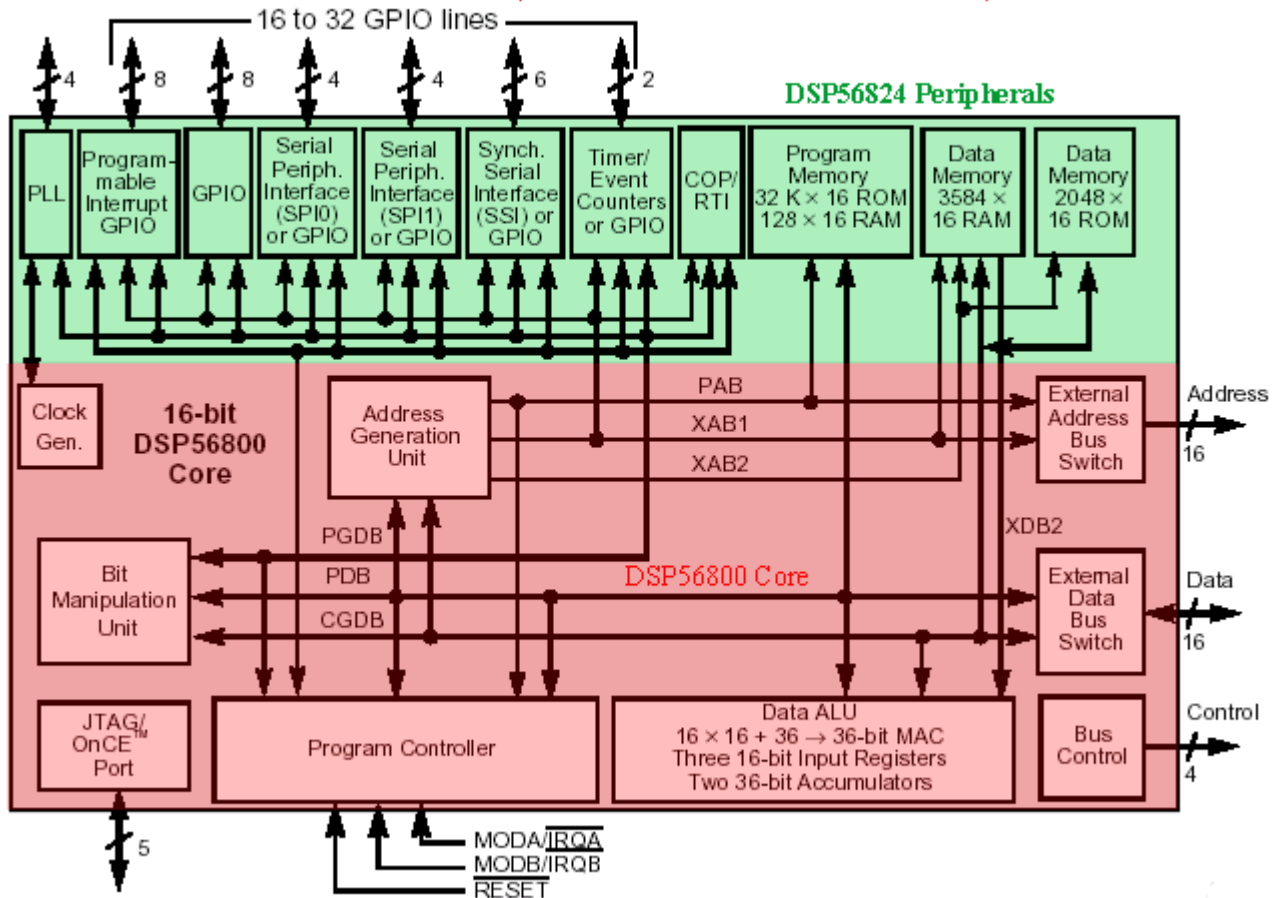 16 to 32 GPIO lines
4
8
8
4
4
6
2
DSP56824 Peripherals
PLL
Program-
mable
Interrupt
GPIO
GPIO
Serial
Periph.
Interface
(SPI0)
or GPIO
Serial
Periph.
Interface
(SPI1)
or GPIO
Synch.
Serial
Interface
(SSI) or
GPIO
Timer/
Event
Counters
or GPIO
COP/
RTI
Program
Memory
32 K × 16 ROM
128 × 16 RAM
Data
Memory
3584 ×
16 RAM
Data
Memory
2048 ×
16 ROM
Clock
Gen.
16-bit
DSP56800
Core
Address
Generation
Unit
PAB
XAB1
XAB2
External
Address
Bus
Switch
Address
16
Bit
Manipulation
Unit
PGDB
PDB
CGDB
DSP56800 Core
XDB2
External
Data
Bus
Switch
Data
16
JTAG/
OnCE™
Port
Program Controller
Data ALU
16 × 16 + 36 → 36-bit MAC
Three 16-bit Input Registers
Two 36-bit Accumulators
Bus
Control
Control
4
5
MODA/IRQA
MODB/IRQB
RESET